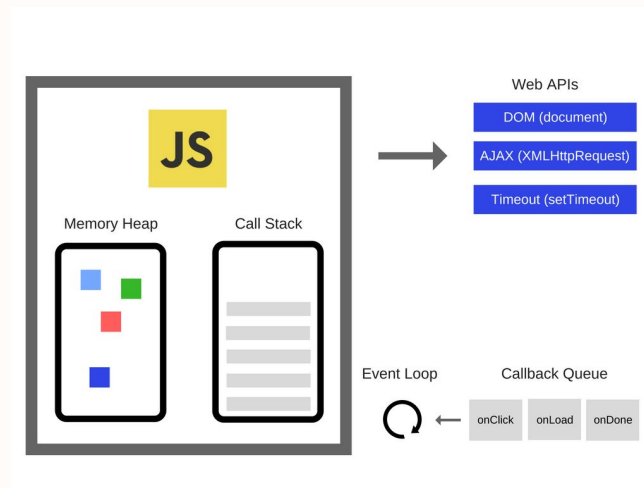 Web APIs
DOM (document)
JS
AJAX (XMLHttpRequest)
Timeout (setTimeout)
Memory Heap
Call Stack
Event Loop
Callback Queue
onClick
onLoad
onDone